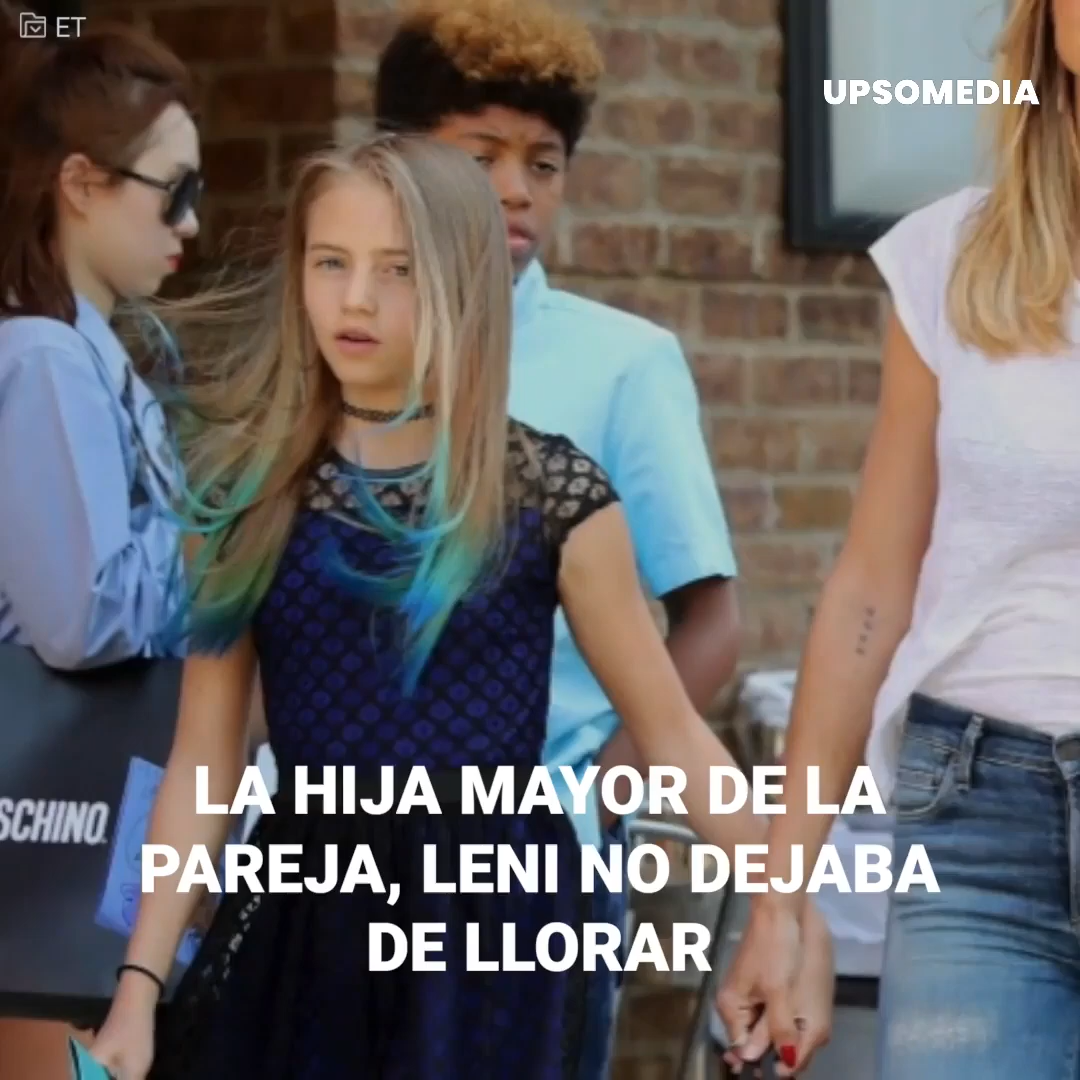 ET
UPSOMEDIA
SCHINO
LA HIJA MAYOR DE LA
PAREJA, LENI NO DEJABA
DE LLORAR